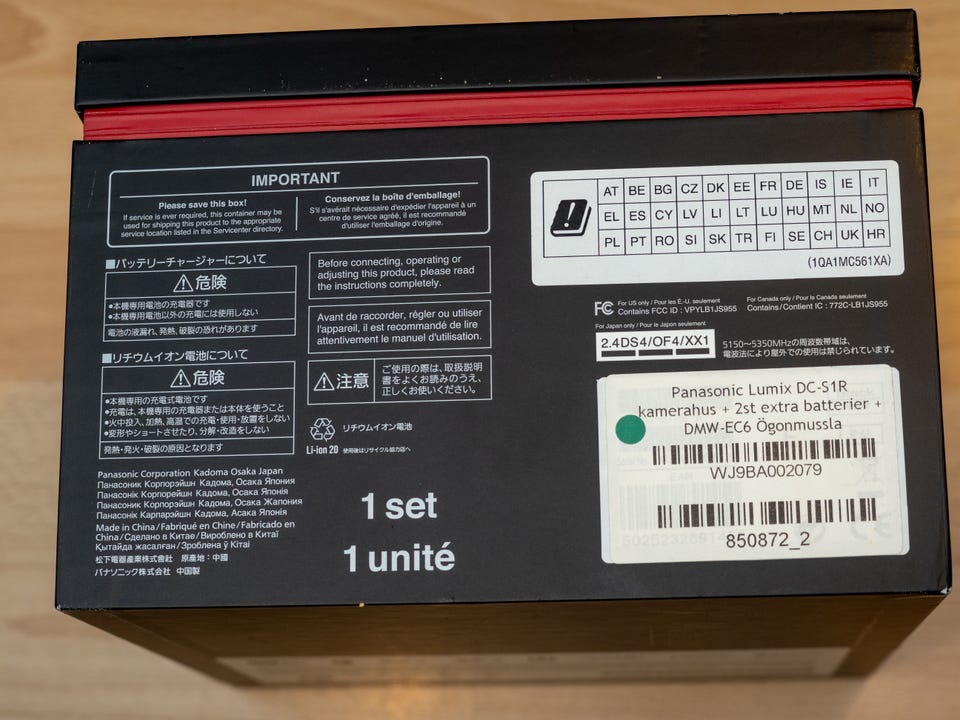 IMPORTANT
Please save this box!
If service is ever required, this container may be
used for shipping this product to the appropriate
service location listed in the Servicenter directory.
Conservez la boîte d'emballage!
S'il s'avérait nécessaire d'expédier l'appareil à un
centre de service agréé, il est recommandé
d'utiliser l'emballage d'origine.
■バッテリーチャージャーについて
危険
●本機専用電池の充電器です
●本機専用電池以外の充電には使用しない
電池の液漏れ、発熱、破裂の恐れがあります
■リチウムイオン電池について
危険
●本機専用の充電式電池です
●充電は、本機専用の充電器または本体を使うこと
●火中投入、加熱、高温での充電・使用・放置をしない
●変形やショートさせたり、分解・改造をしない
発熱・発火・破裂の原因となります
Before connecting, operating or
adjusting this product, please read
the instructions completely.
Avant de raccorder, régler ou utiliser
l'appareil, il est recommandé de lire
attentivement le manuel d'utilisation.
注意
ご使用の際は、取扱説明
書をよくお読みのうえ、
正しくお使いください。
リチウムイオン電池
Li-ion 20
使用後はリサイクル協力店へ
Panasonic Corporation Kadoma Osaka Japan
Панасоник Корпорэйшн Кадома, Осака Япония
Панасонік Корпорейшн Кадома, Осака Японія
Панасоник Корпорэйшн Кадома, Осака Жапония
Панасонік Карпарэйшн Кадома, Асака Японія
Made in China/Fabriqué en Chine/Fabricado en
China/Сделано в Китае/Вироблено в Китаї
Қытайда жасалған/Зроблена ў Кітаі
松下電器產業株式會社 原產地:中國
パナソニック株式会社 中国製
1 set
1 unité
AT BE BG CZ DK EE FR DE IS IE IT
EL ES CY LV LI LT LU HU MT NL NO
PL PT RO SI SK TR FI SE CH UK HR
(1QA1MC561XA)
FC
For US only / Pour les É.-U. seulement
Contains FCC ID : VPYLB1JS955
For Canada only / Pour le Canada seulement
Contains/Contient IC : 772C-LB1JS955
For Japan only / Pour le Japon seulement
2.4DS4/OF4/XX1
5150～5350MHzの周波数帯域は、
電波法により屋外での使用は禁じられています。
Panasonic Lumix DC-S1R
kamerahus + 2st extra batterier +
DMW-EC6 Ögonmussla
WJ9BA002079
850872_2